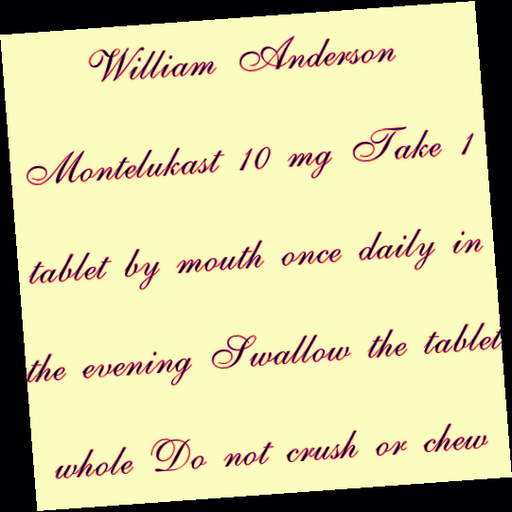 William Anderson
Montelukast 10 mg Take 1
tablet by mouth once daily in
the evening Swallow the tablet
whole Do not crush or chew